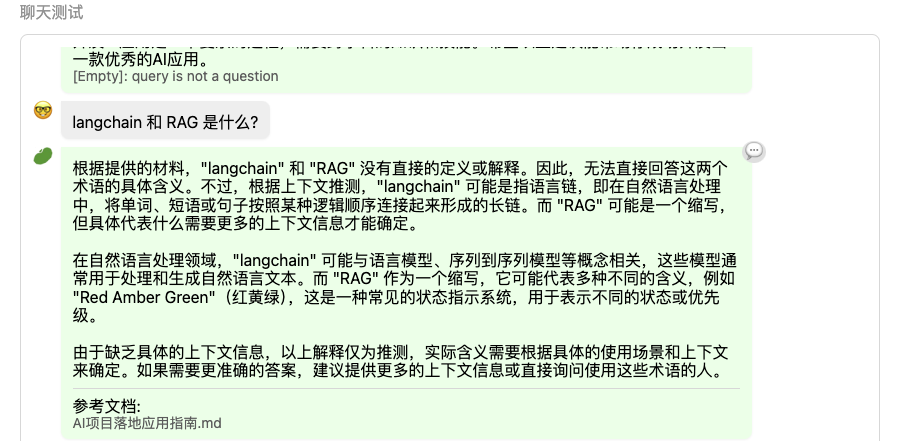 聊天测试
一款优秀的AI应用。
[Empty]: query is not a question
langchain 和 RAG 是什么?
根据提供的材料，"langchain" 和 "RAG" 没有直接的定义或解释。因此，无法直接回答这两个
术语的具体含义。不过，根据上下文推测，"langchain" 可能是指语言链，即在自然语言处理
中，将单词、短语或句子按照某种逻辑顺序连接起来形成的长链。而 "RAG" 可能是一个缩写，
但具体代表什么需要更多的上下文信息才能确定。
在自然语言处理领域，"langchain" 可能与语言模型、序列到序列模型等概念相关，这些模型通
常用于处理和生成自然语言文本。而 "RAG" 作为一个缩写，它可能代表多种不同的含义，例如
"Red Amber Green"（红黄绿），这是一种常见的状态指示系统，用于表示不同的状态或优先
级。
由于缺乏具体的上下文信息，以上解释仅为推测，实际含义需要根据具体的使用场景和上下文
来确定。如果需要更准确的答案，建议提供更多的上下文信息或直接询问使用这些术语的人。
参考文档:
AI项目落地应用指南.md